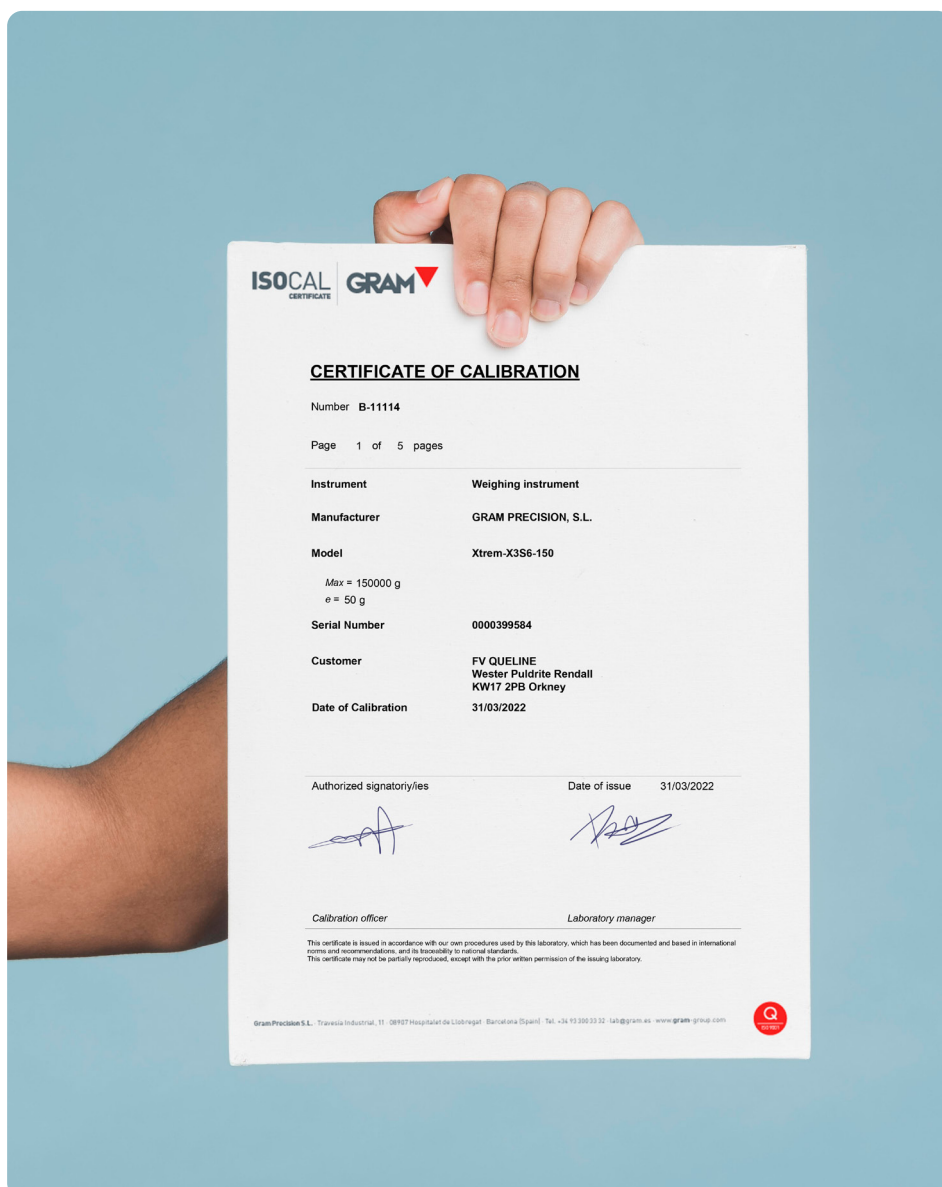 ISOCAL GRAM
CERTIFICATE
CERTIFICATE OF CALIBRATION
Number B-11114
Page 1 of 5 pages
Instrument Weighing instrument
Manufacturer GRAM PRECISION, S.L.
Model Xtrem-X3S6-150
Max = 150000 g
e = 50 g
Serial Number 0000399584
Customer FV QUELINE
Wester Puldrite Rendall
KW17 2PB Orkney
Date of Calibration 31/03/2022
Authorized signatoriy/ies Date of issue 31/03/2022
Calibration officer Laboratory manager
This certificate is issued in accordance with our own procedures used by this laboratory, which has been documented and based in international
norms and recommendations, and its traceability to national standards.
This certificate may not be partially reproduced, except with the prior written permission of the issuing laboratory.
Gram Precision S.L. · Travesía Industrial, 11 · 08907 Hospitalet de Llobregat · Barcelona (Spain) · Tel. +34 93 300 33 32 · lab@gram.es · www.gram-group.com
Q
ISO 9001